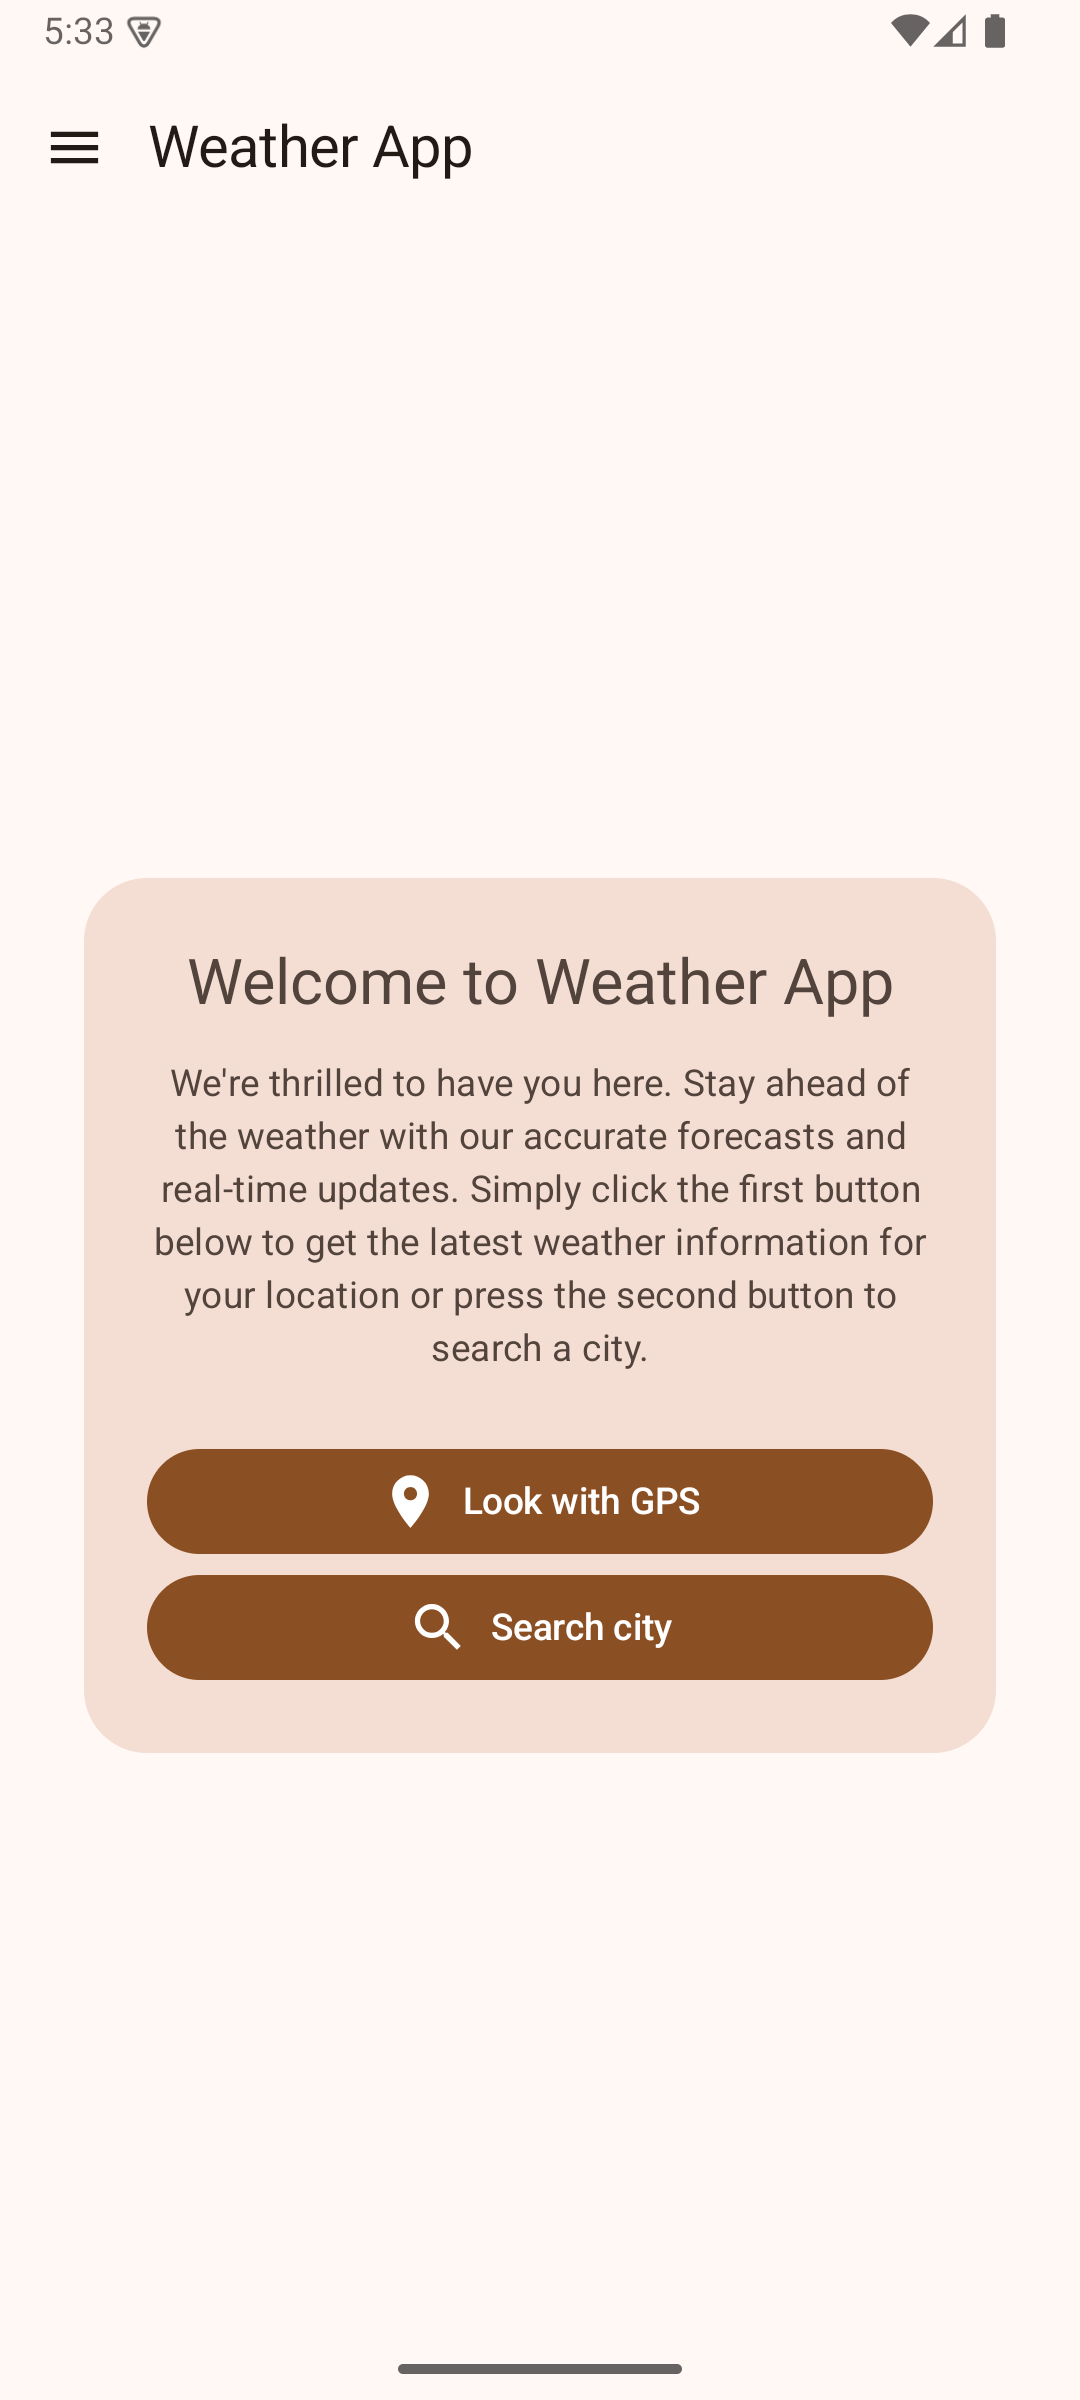 5:33
Weather App
Welcome to Weather App
We're thrilled to have you here. Stay ahead of
the weather with our accurate forecasts and
real-time updates. Simply click the first button
below to get the latest weather information for
your location or press the second button to
search a city.
Look with GPS
Search city